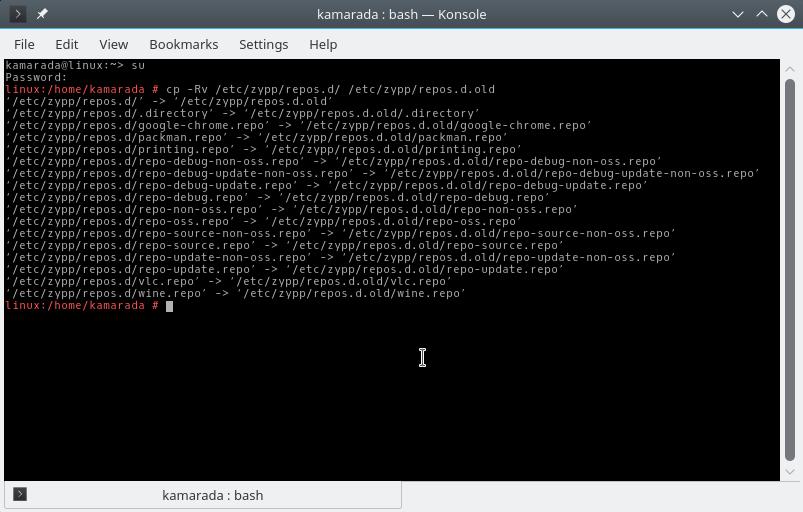 kamarada : bash — Konsole
File Edit View Bookmarks Settings Help
kamarada@linux:~> su
Password:
linux:/home/kamarada # cp -Rv /etc/zypp/repos.d/ /etc/zypp/repos.d.old
‘/etc/zypp/repos.d/’ -> ‘/etc/zypp/repos.d.old’
‘/etc/zypp/repos.d/.directory’ -> ‘/etc/zypp/repos.d.old/.directory’
‘/etc/zypp/repos.d/google-chrome.repo’ -> ‘/etc/zypp/repos.d.old/google-chrome.repo’
‘/etc/zypp/repos.d/packman.repo’ -> ‘/etc/zypp/repos.d.old/packman.repo’
‘/etc/zypp/repos.d/printing.repo’ -> ‘/etc/zypp/repos.d.old/printing.repo’
‘/etc/zypp/repos.d/repo-debug-non-oss.repo’ -> ‘/etc/zypp/repos.d.old/repo-debug-non-oss.repo’
‘/etc/zypp/repos.d/repo-debug-update-non-oss.repo’ -> ‘/etc/zypp/repos.d.old/repo-debug-update-non-oss.repo’
‘/etc/zypp/repos.d/repo-debug-update.repo’ -> ‘/etc/zypp/repos.d.old/repo-debug-update.repo’
‘/etc/zypp/repos.d/repo-debug.repo’ -> ‘/etc/zypp/repos.d.old/repo-debug.repo’
‘/etc/zypp/repos.d/repo-non-oss.repo’ -> ‘/etc/zypp/repos.d.old/repo-non-oss.repo’
‘/etc/zypp/repos.d/repo-oss.repo’ -> ‘/etc/zypp/repos.d.old/repo-oss.repo’
‘/etc/zypp/repos.d/repo-source-non-oss.repo’ -> ‘/etc/zypp/repos.d.old/repo-source-non-oss.repo’
‘/etc/zypp/repos.d/repo-source.repo’ -> ‘/etc/zypp/repos.d.old/repo-source.repo’
‘/etc/zypp/repos.d/repo-update-non-oss.repo’ -> ‘/etc/zypp/repos.d.old/repo-update-non-oss.repo’
‘/etc/zypp/repos.d/repo-update.repo’ -> ‘/etc/zypp/repos.d.old/repo-update.repo’
‘/etc/zypp/repos.d/vlc.repo’ -> ‘/etc/zypp/repos.d.old/vlc.repo’
‘/etc/zypp/repos.d/wine.repo’ -> ‘/etc/zypp/repos.d.old/wine.repo’
linux:/home/kamarada #
kamarada : bash